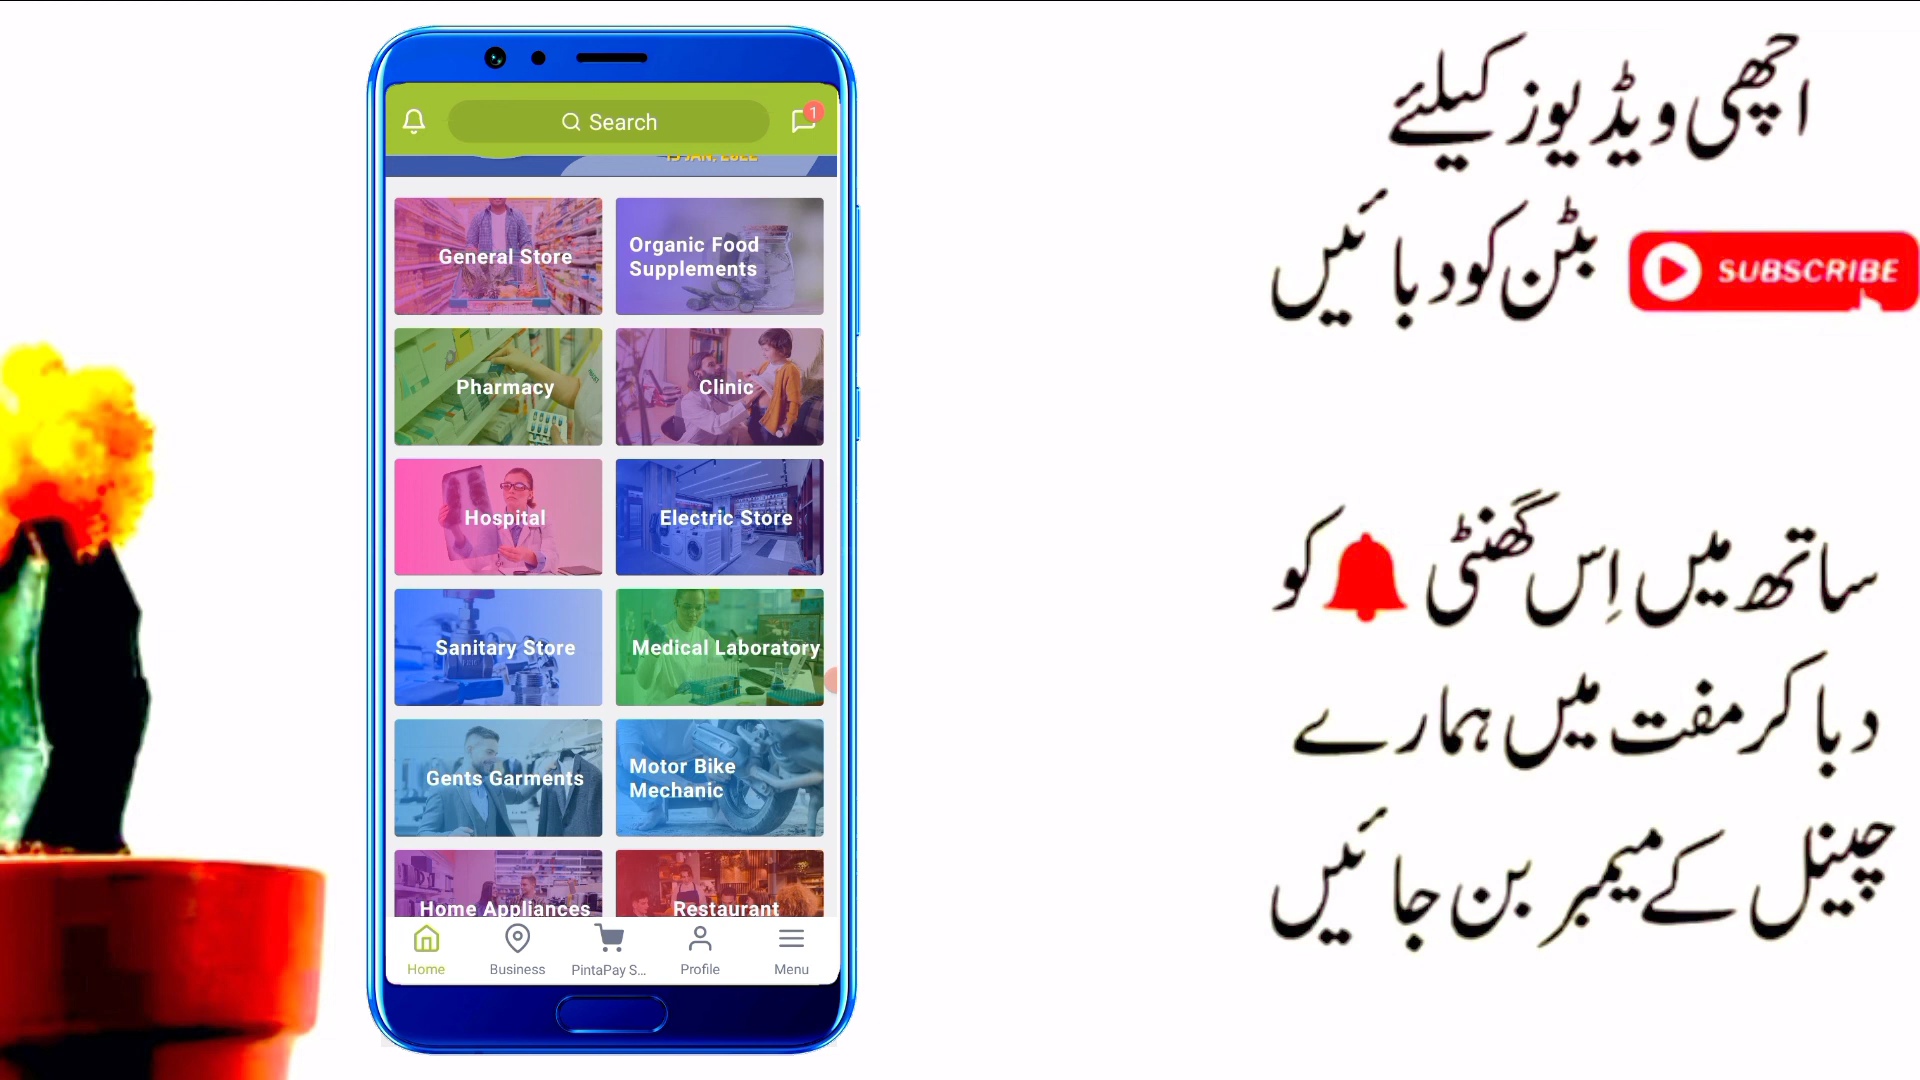 Search
1
General Store
Organic Food
Supplements
Pharmacy
Clinic
Hospital
Electric Store
Sanitary Store
Medical Laboratory
Gents Garments
Motor Bike
Mechanic
Home Appliances
Restaurant
Home
Business
PintaPay S...
Profile
Menu
اچھی ویڈیوز کیلئے
SUBSCRIBE بٹن کو دبائیں
ساتھ میں اِس گھنٹی کو
دبا کر مفت میں ہمارے
چینل کے میمبر بن جائیں